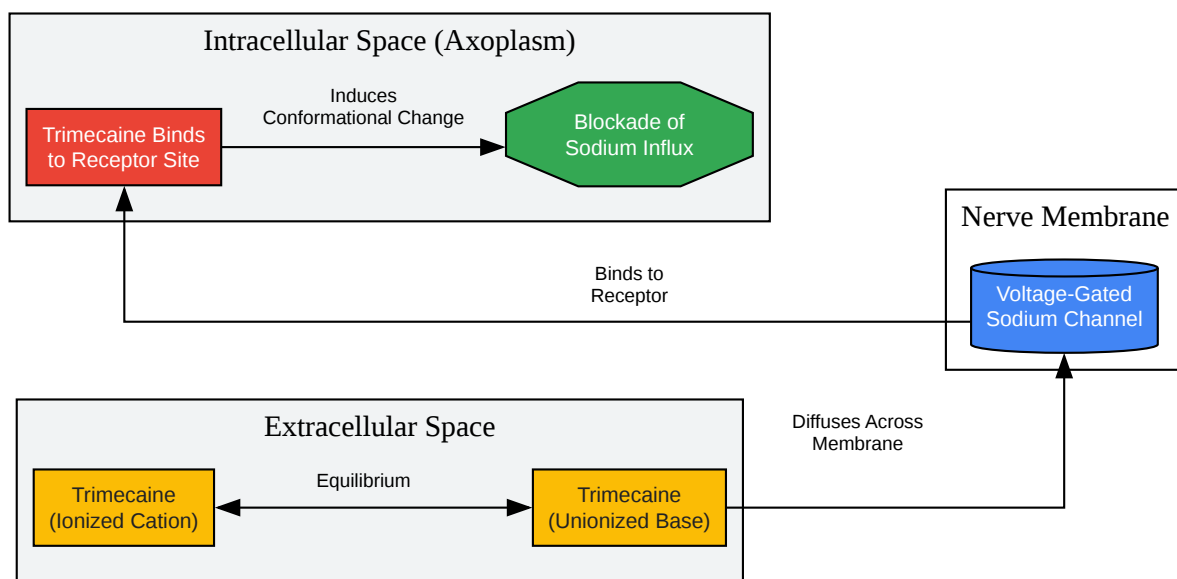 Intracellular Space (Axoplasm)
Induces
Conformational Change
Trimecaine Binds
to Receptor Site
Blockade of
Sodium Influx
Nerve Membrane
Voltage-Gated
Sodium Channel
Binds to
Receptor
Extracellular Space
Diffuses Across
Membrane
Equilibrium
Trimecaine
(Ionized Cation)
Trimecaine
(Unionized Base)